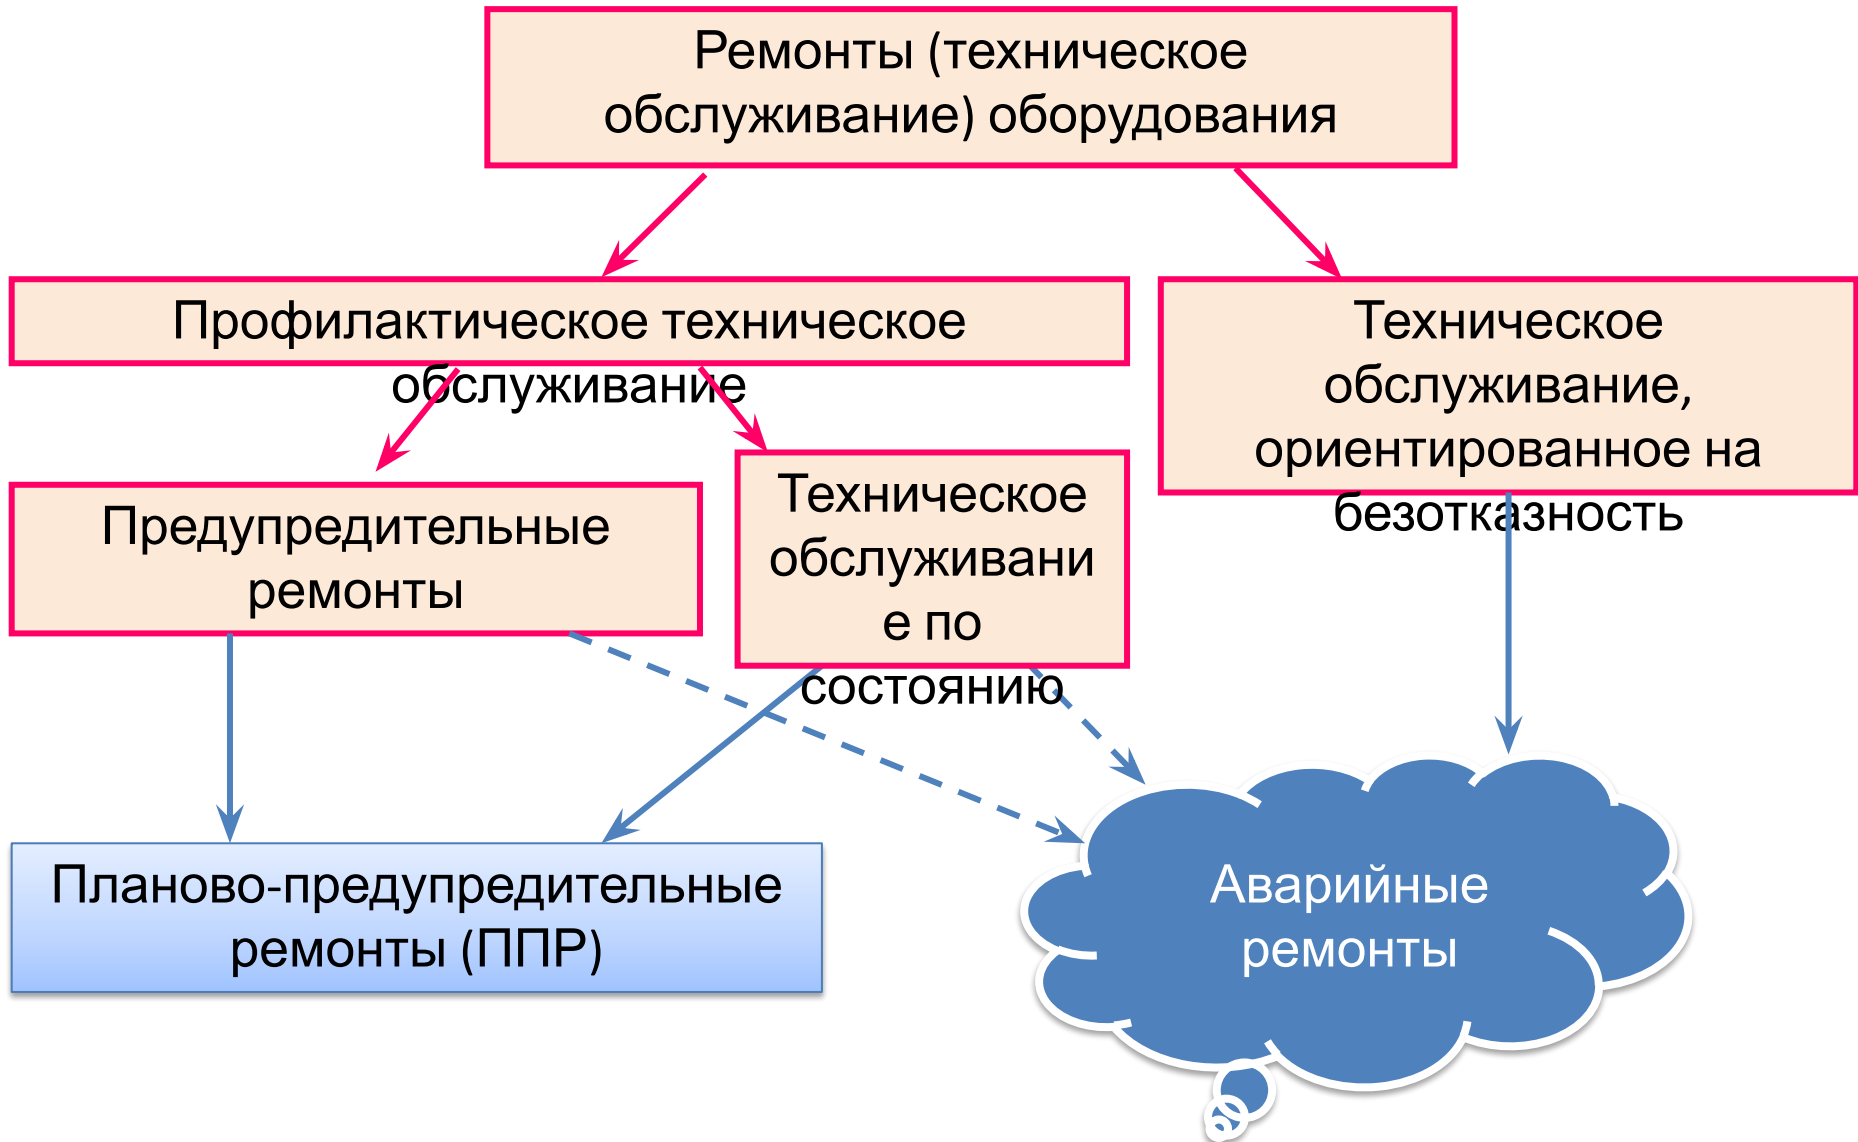 Ремонты (техническое
обслуживание) оборудования
Профилактическое техническое
обслуживание
Техническое
обслуживание,
ориентированное на
безотказность
Предупредительные
ремонты
Техническое
обслуживани
е по
состоянию
Планово-предупредительные
ремонты (ППР)
Аварийные
ремонты